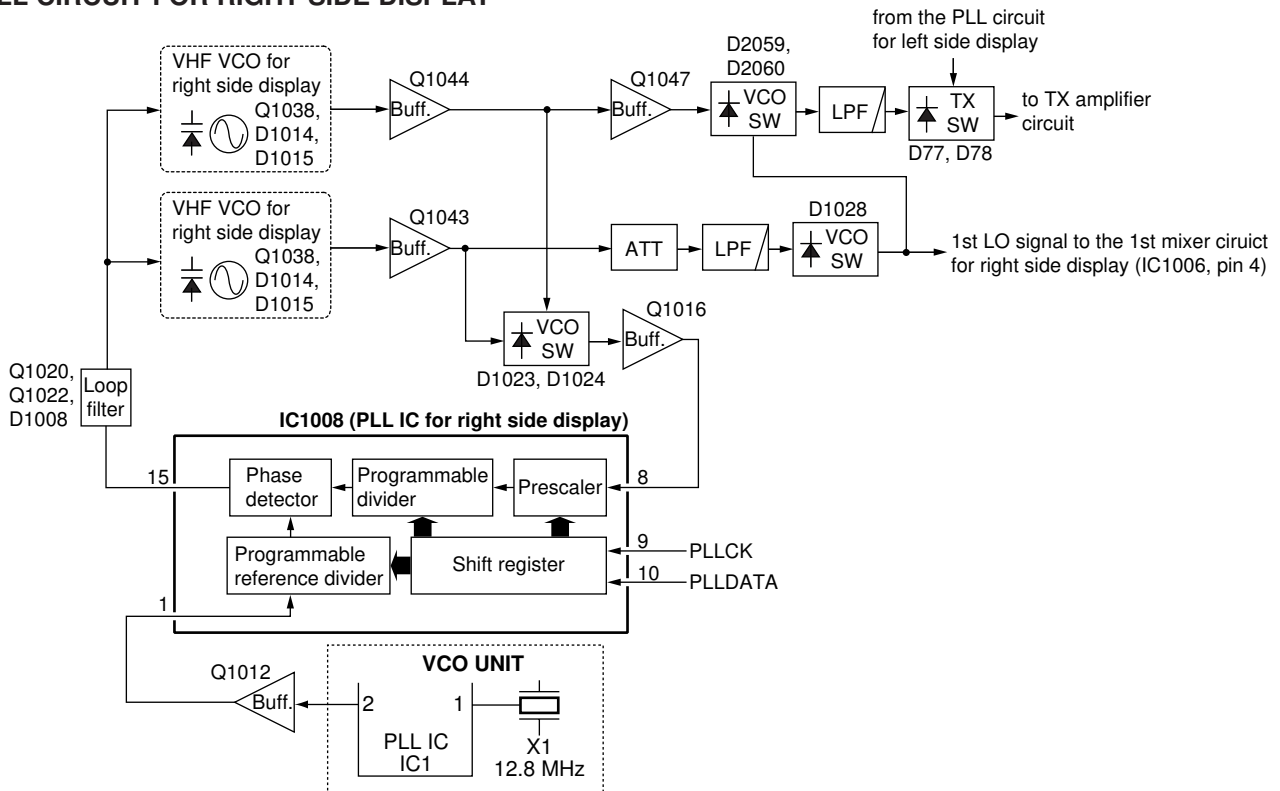 LL CIRCUIT FOR RIGHT SIDE DISPLAY
from the PLL circuit
for left side display
VHF VCO for
right side display
Q1038,
D1014,
D1015
Q1044
Buff.
Q1047
Buff.
D2059,
D2060
VCO
SW
LPF
TX
SW
D77, D78
to TX amplifier
circuit
VHF VCO for
right side display
Q1038,
D1014,
D1015
Q1043
Buff.
ATT
LPF
D1028
VCO
SW
1st LO signal to the 1st mixer ciruict
for right side display (IC1006, pin 4)
VCO
SW
D1023, D1024
Q1016
Buff.
Q1020,
Q1022,
D1008
Loop
filter
IC1008 (PLL IC for right side display)
15
Phase
detector
Programmable
divider
Prescaler
8
Programmable
reference divider
Shift register
9
PLLCK
10
PLLDATA
1
Q1012
Buff.
VCO UNIT
2
1
PLL IC
IC1
X1
12.8 MHz